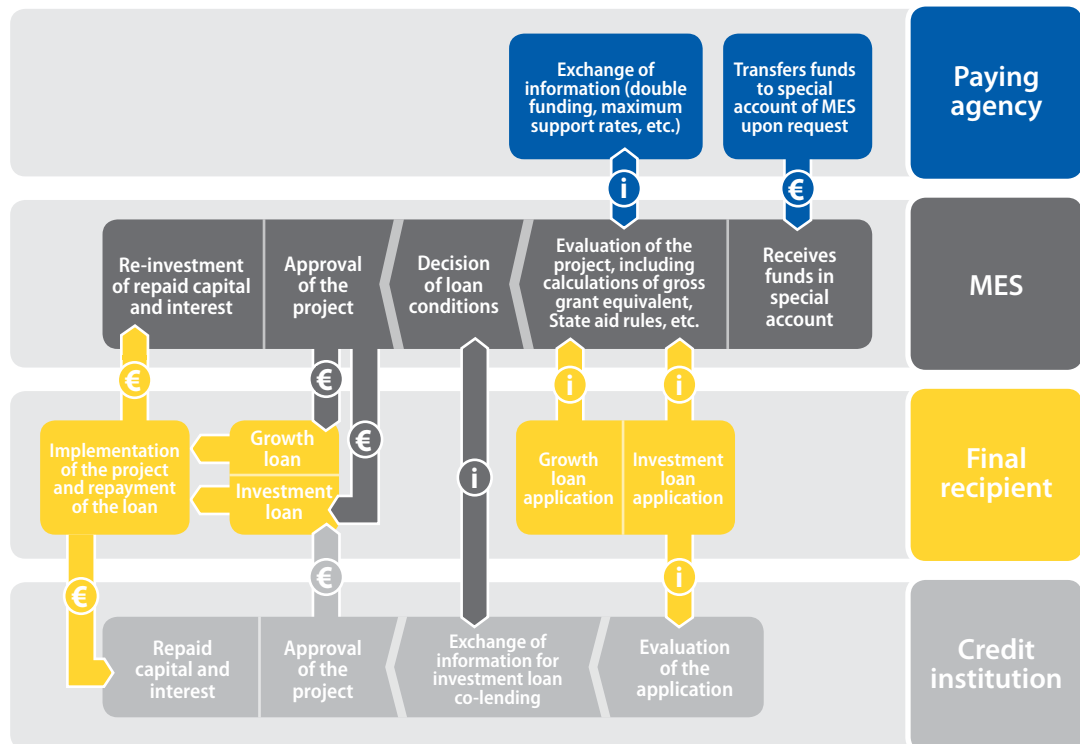 Exchange of
information (double
funding, maximum
support rates, etc.)
Transfers funds
to special
account of MES
upon request
Paying
agency
i
€
Re-investment
of repaid capital
and interest
Approval
of the
project
Decision
of loan
conditions
Evaluation of the
project, including
calculations of gross
grant equivalent,
State aid rules, etc.
Receives
funds in
special
account
MES
€
€
€
i
i
i
Implementation
of the project
and repayment
of the loan
Growth
loan
Investment
loan
Growth
loan
application
Investment
loan
application
Final
recipient
€
€
i
Repaid
capital and
interest
Approval
of the
project
Exchange of
information for
investment loan
co-lending
Evaluation
of the
application
Credit
institution